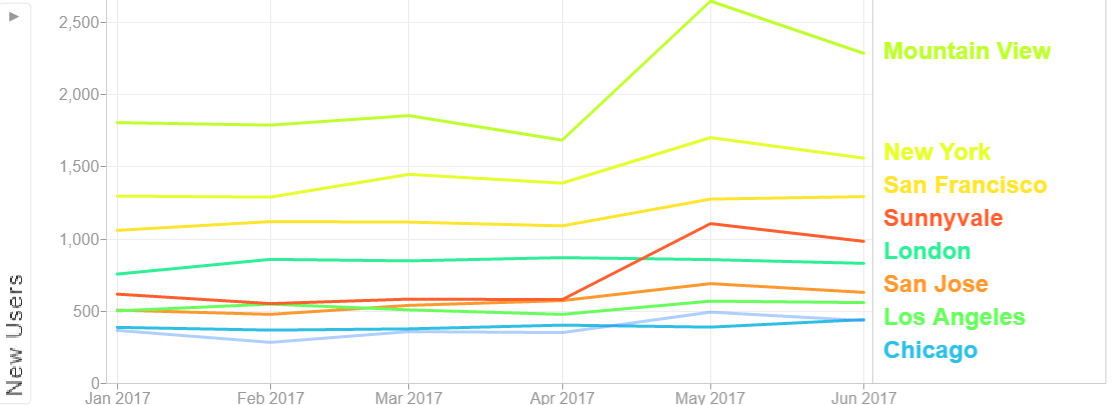 ▶
2,500
2,000
1,500
1,000
500
0
New Users
Jan 2017 Feb 2017 Mar 2017 Apr 2017 May 2017 Jun 2017
Mountain View
New York
San Francisco
Sunnyvale
London
San Jose
Los Angeles
Chicago